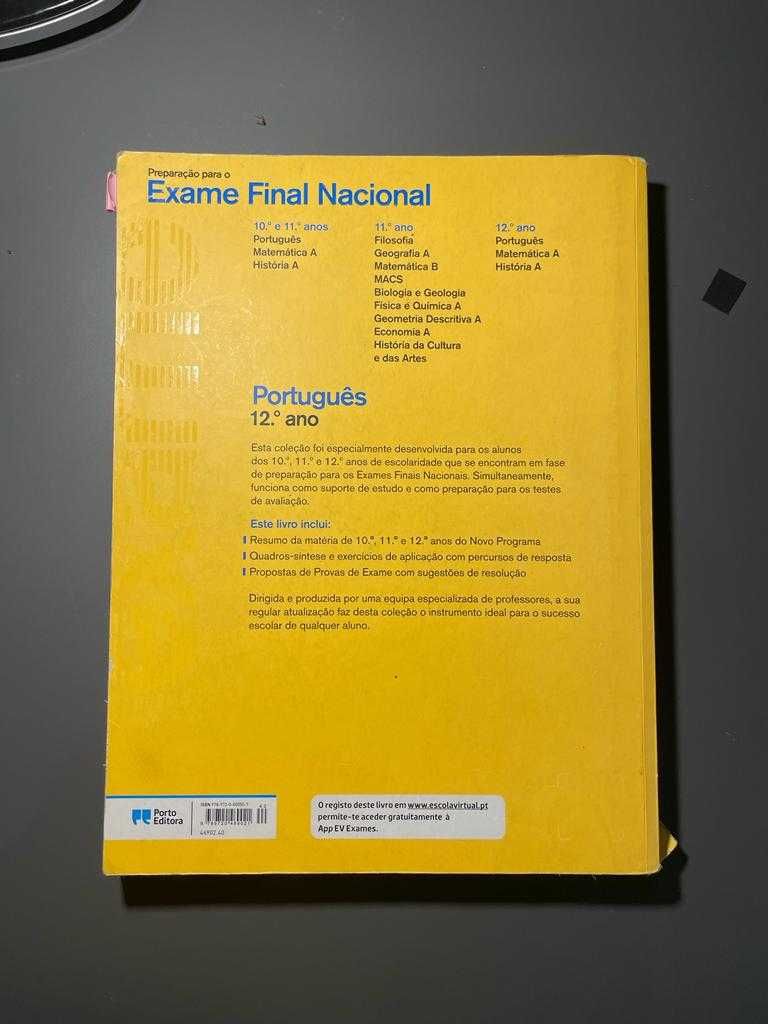 Preparação para o
Exame Final Nacional
10.º e 11.º anos
Português
Matemática A
História A
11.º ano
Filosofia
Geografia A
Matemática B
MACS
Biologia e Geologia
Física e Química A
Geometria Descritiva A
Economia A
História da Cultura
e das Artes
12.º ano
Português
Matemática A
História A
Português
12.º ano
Esta coleção foi especialmente desenvolvida para os alunos
dos 10.º, 11.º e 12.º anos de escolaridade que se encontram em fase
de preparação para os Exames Finais Nacionais. Simultaneamente,
funciona como suporte de estudo e como preparação para os testes
de avaliação.
Este livro inclui:
Resumo da matéria de 10.º, 11.º e 12.º anos do Novo Programa
Quadros-síntese e exercícios de aplicação com percursos de resposta
Propostas de Provas de Exame com sugestões de resolução
Dirigida e produzida por uma equipa especializada de professores, a sua
regular atualização faz desta coleção o instrumento ideal para o sucesso
escolar de qualquer aluno.
Porto
Editora
ISBN
44902.40
O registo deste livro em www.escolavirtual.pt
permite-te aceder gratuitamente à
App EV Exames.